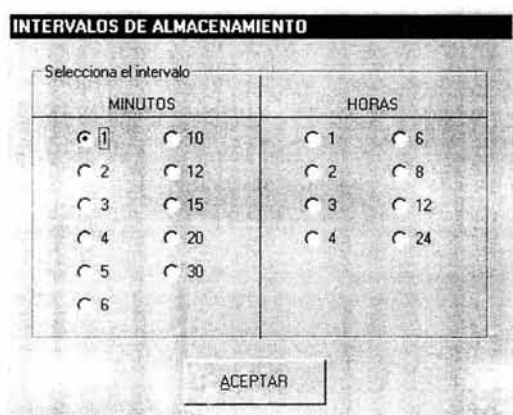 INTERVALOS DE ALMACENAMIENTO
Selecciona el intervalo
MINUTOS HORAS
1 10 1 6
2 12 2 8
3 15 3 12
4 20 4 24
5 30
6
ACEPTAR